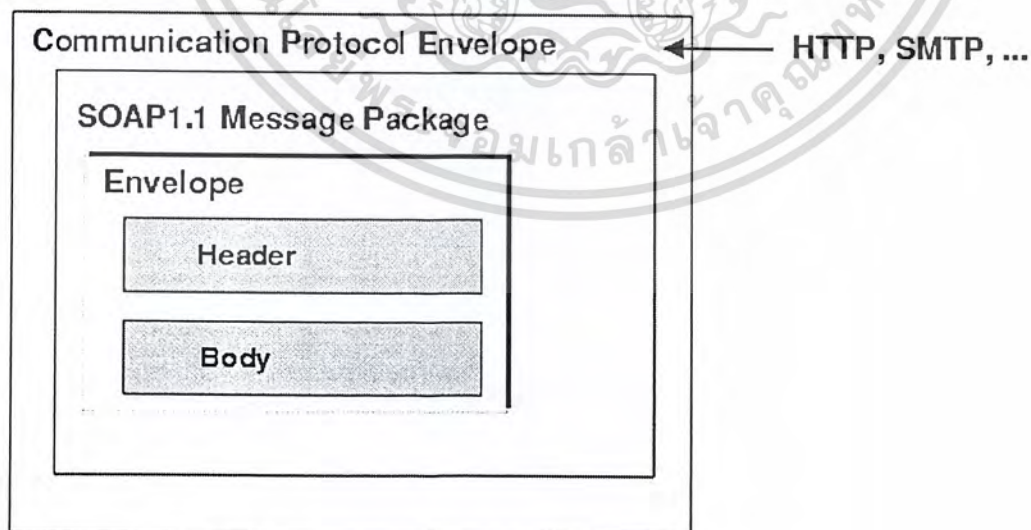 Communication Protocol Envelope
HTTP, SMTP, ...
SOAP1.1 Message Package
Envelope
Header
Body